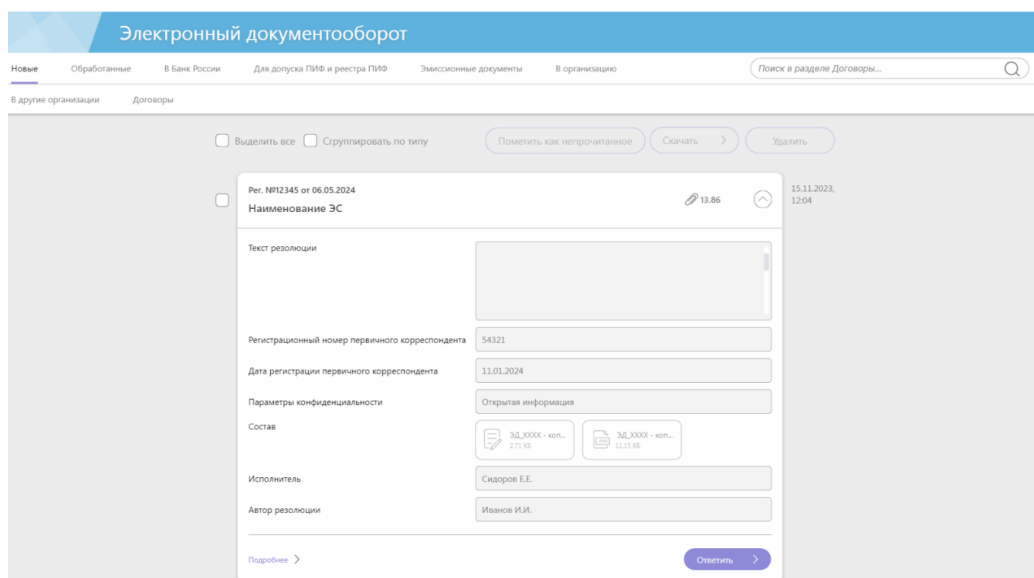 Электронный документооборот
Новые Обработанные В Банк России Для допуска ПИФ и реестра ПИФ Эмиссионные документы В организацию Поиск в разделе Договоры...
В другие организации Договоры
Выделить все Сгруппировать по типу Пометить как непрочитанное Скачать Удалить
Рег. №12345 от 06.05.2024
Наименование ЭС
13.86
15.11.2023,
12:04
Текст резолюции
Регистрационный номер первичного корреспондента 54321
Дата регистрации первичного корреспондента 11.01.2024
Параметры конфиденциальности Открытая информация
Состав
ЭД_XXXX - коп... ЭД_XXXX - коп...
2.71 КБ 11.15 КБ
Исполнитель Сидоров Е.Е.
Автор резолюции Иванов И.И.
Подробнее Ответить